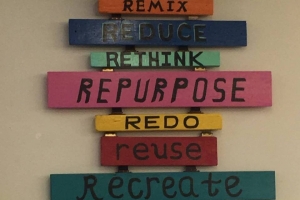 REMIX
REDUCE
RETHINK
REPURPOSE
REDO
reuse
Recreate